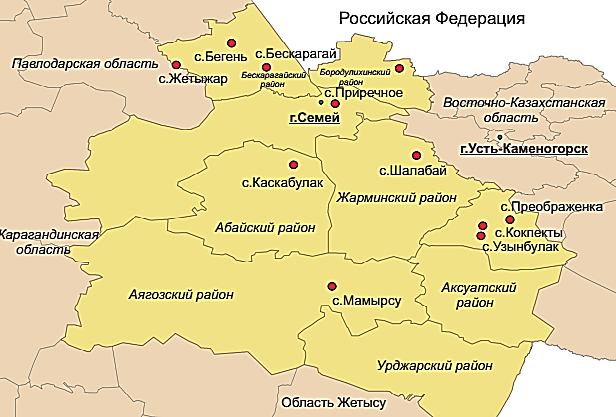 Российская Федерация
с.Бегень
с.Бескарагай
Павлодарская область
с.Жетыжар
Бескарагайский
район
Бородулихинский
район
с.Приречное
Восточно-Казахстанская
область
г.Семей
г.Усть-Каменогорск
с.Шалабай
с.Каскабулак
Жарминский район
с.Преображенка
Абайский район
Карагандинская
область
с.Кокпекты
с.Узынбулак
Аягозский район
с.Мамырсу
Аксуатский
район
Урджарский район
Область Жетысу